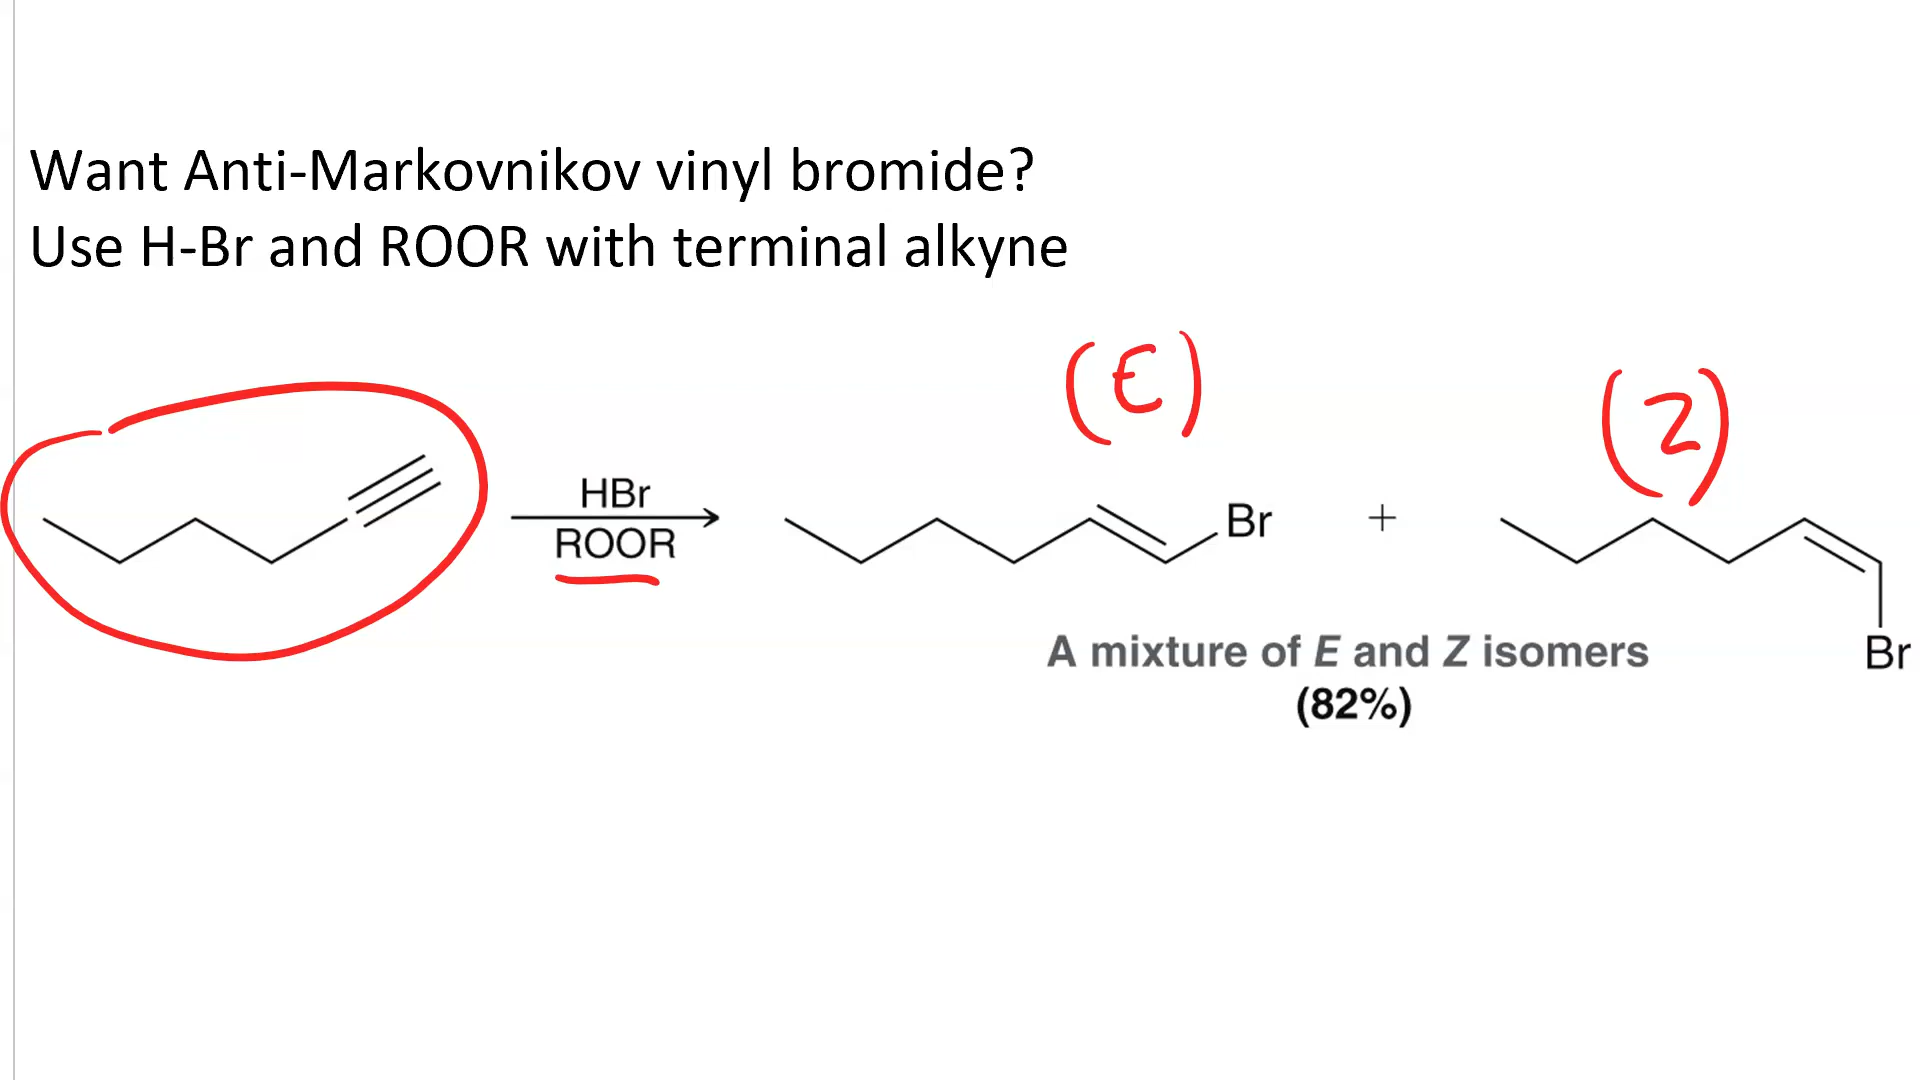 Want Anti-Markovnikov vinyl bromide?
Use H-Br and ROOR with terminal alkyne
(E)
(Z)
HBr
ROOR
Br
+
Br
A mixture of E and Z isomers
(82%)